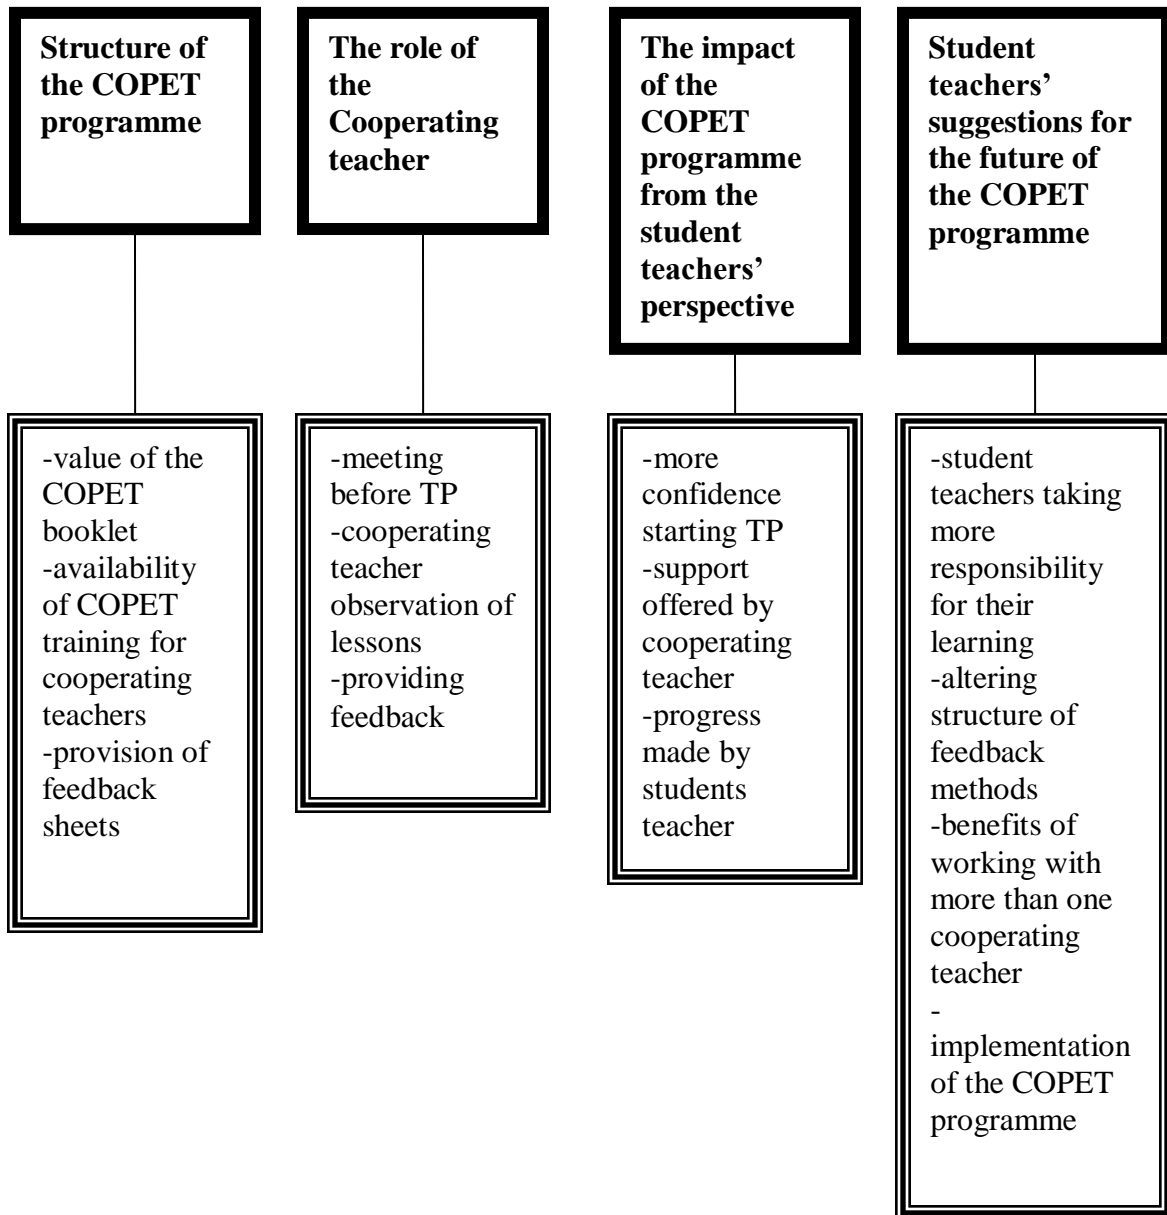 Structure of
the COPET
programme
The role of
the
Cooperating
teacher
The impact
of the
COPET
programme
from the
student
teachers’
perspective
Student
teachers’
suggestions for
the future of
the COPET
programme
-value of the
COPET
booklet
-availability
of COPET
training for
cooperating
teachers
-provision of
feedback
sheets
-meeting
before TP
-cooperating
teacher
observation of
lessons
-providing
feedback
-more
confidence
starting TP
-support
offered by
cooperating
teacher
-progress
made by
students
teacher
-student
teachers taking
more
responsibility
for their
learning
-altering
structure of
feedback
methods
-benefits of
working with
more than one
cooperating
teacher
-
implementation
of the COPET
programme